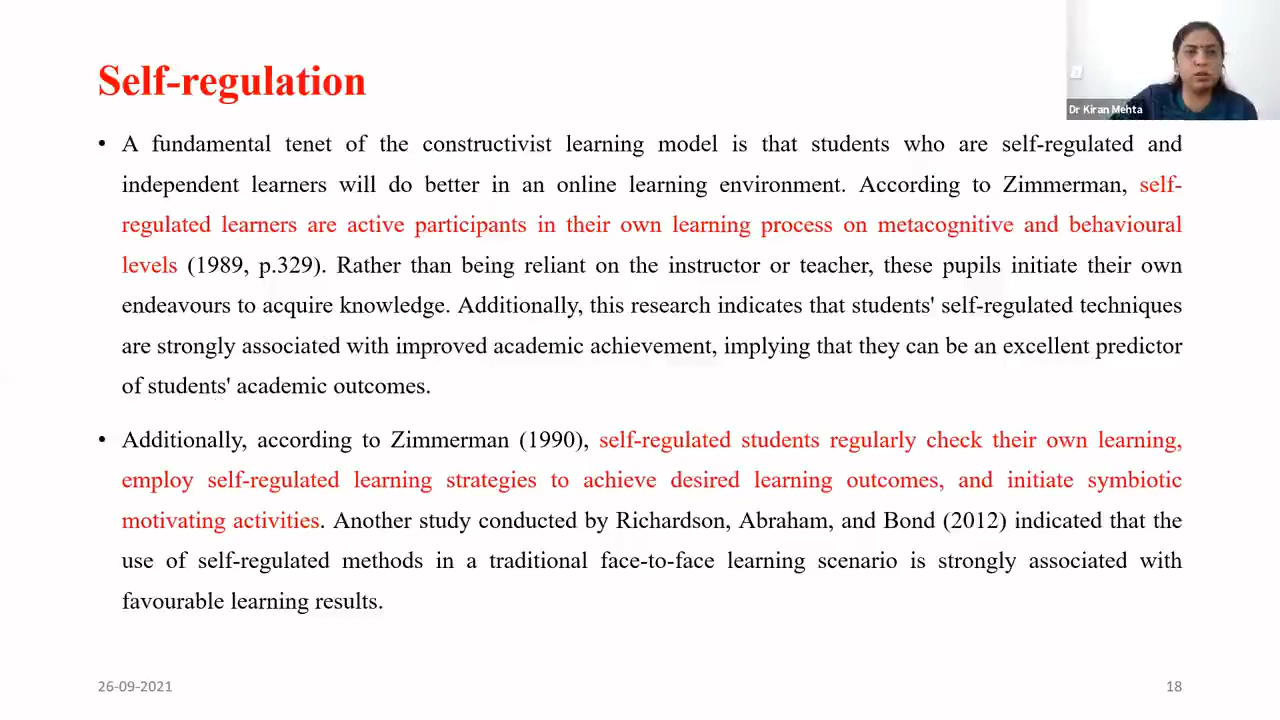 Self-regulation
Dr Kiran Mehta
• A fundamental tenet of the constructivist learning model is that students who are self-regulated and
independent learners will do better in an online learning environment. According to Zimmerman, self-
regulated learners are active participants in their own learning process on metacognitive and behavioural
levels (1989, p.329). Rather than being reliant on the instructor or teacher, these pupils initiate their own
endeavours to acquire knowledge. Additionally, this research indicates that students' self-regulated techniques
are strongly associated with improved academic achievement, implying that they can be an excellent predictor
of students' academic outcomes.
• Additionally, according to Zimmerman (1990), self-regulated students regularly check their own learning,
employ self-regulated learning strategies to achieve desired learning outcomes, and initiate symbiotic
motivating activities. Another study conducted by Richardson, Abraham, and Bond (2012) indicated that the
use of self-regulated methods in a traditional face-to-face learning scenario is strongly associated with
favourable learning results.
26-09-2021
18